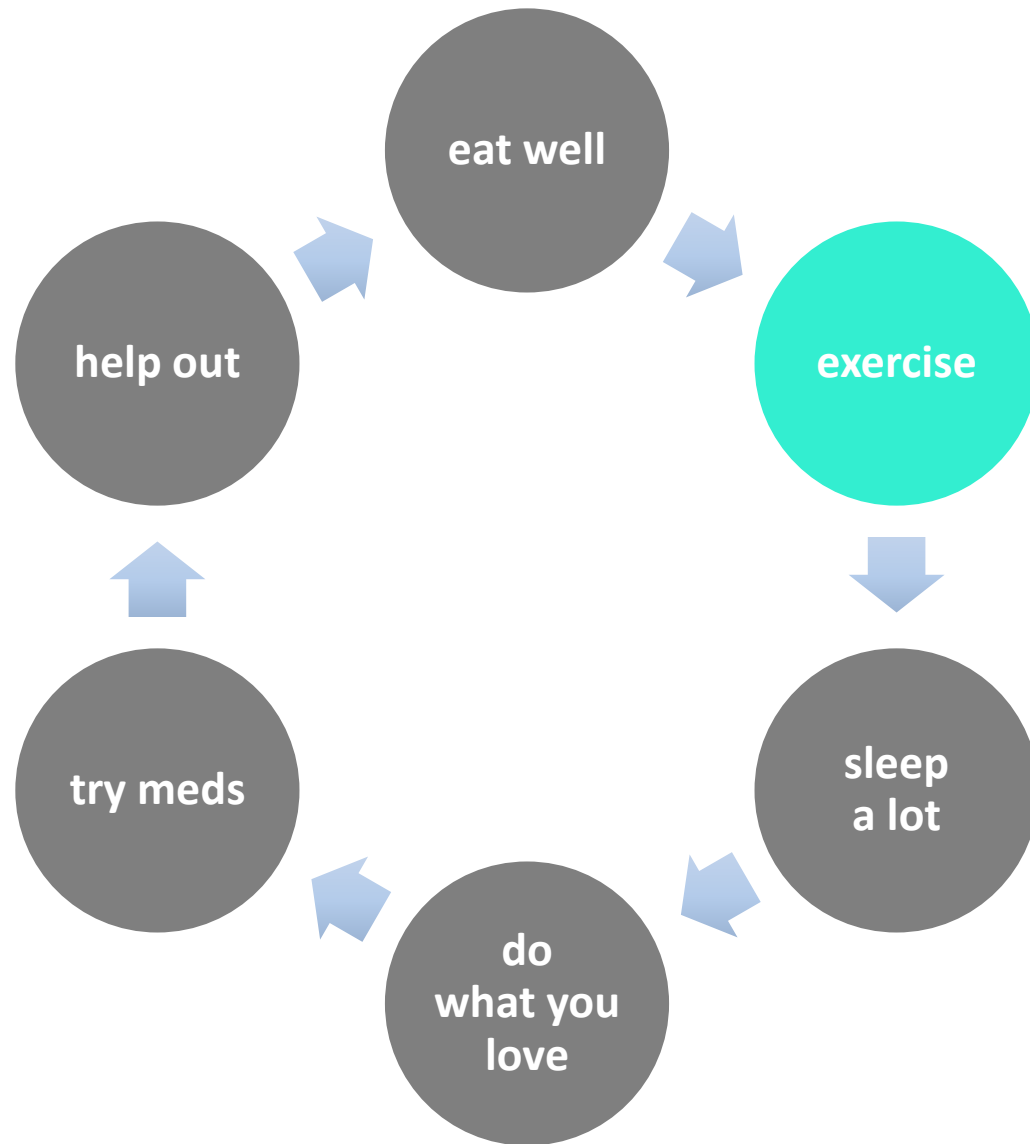 eat well
exercise
sleep
a lot
do
what you
love
try meds
help out